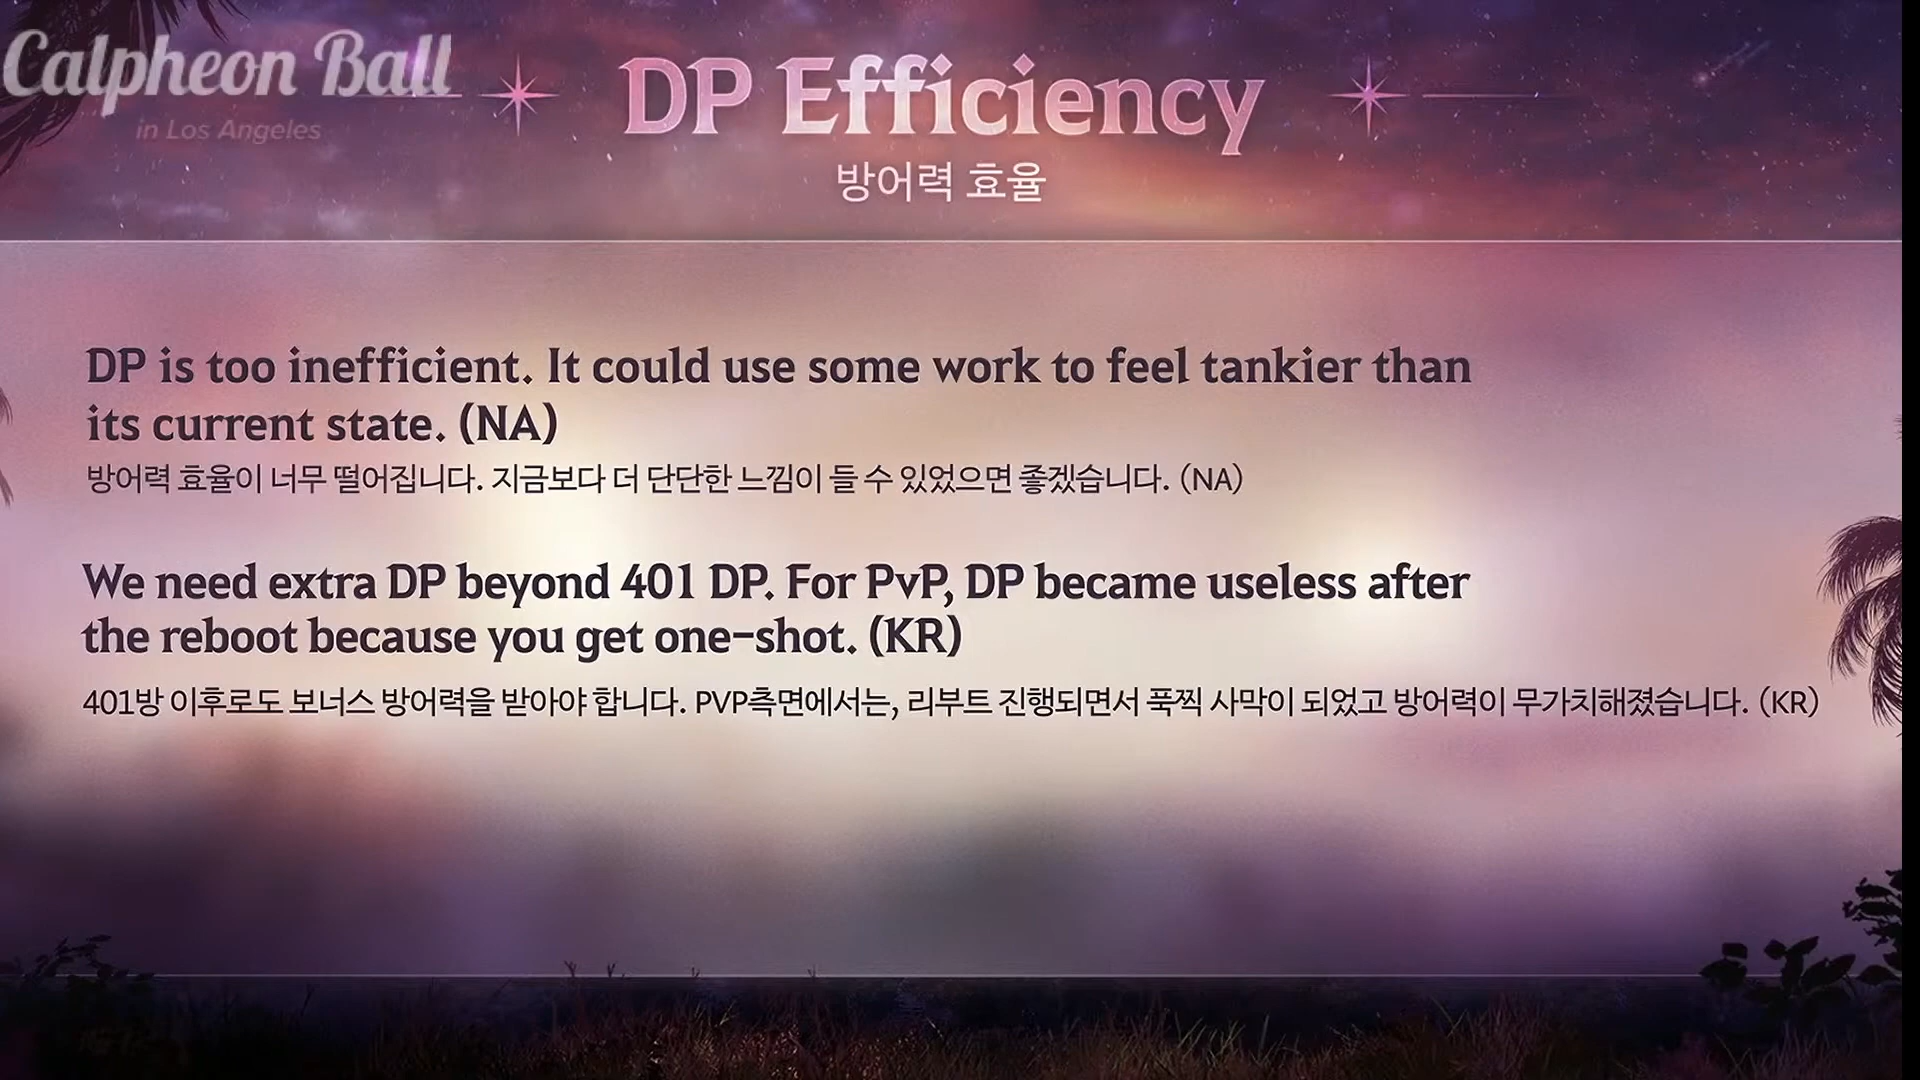 Calpheon Ball
in Los Angeles
DP Efficiency
방어력 효율
DP is too inefficient. It could use some work to feel tankier than
its current state. (NA)
방어력 효율이 너무 떨어집니다. 지금보다 더 단단한 느낌이 들 수 있었으면 좋겠습니다. (NA)
We need extra DP beyond 401 DP. For PvP, DP became useless after
the reboot because you get one-shot. (KR)
401방 이후로도 보너스 방어력을 받아야 합니다. PVP측면에서는, 리부트 진행되면서 푹찍 사막이 되었고 방어력이 무가치해졌습니다. (KR)